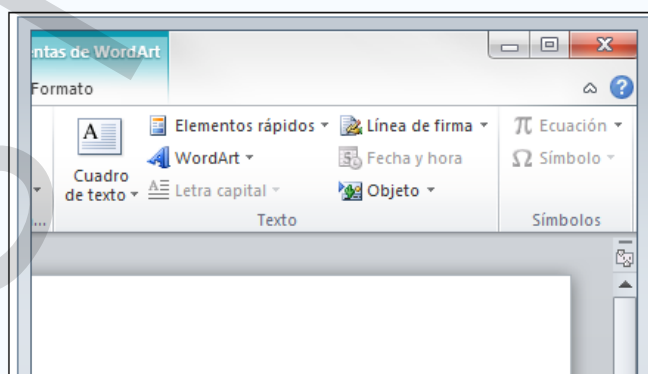 ntas de WordArt
Formato
Elementos rápidos
Línea de firma
π Ecuación
A
WordArt
Fecha y hora
Ω Símbolo
Cuadro
de texto
Letra capital
Objeto
...
Texto
Símbolos